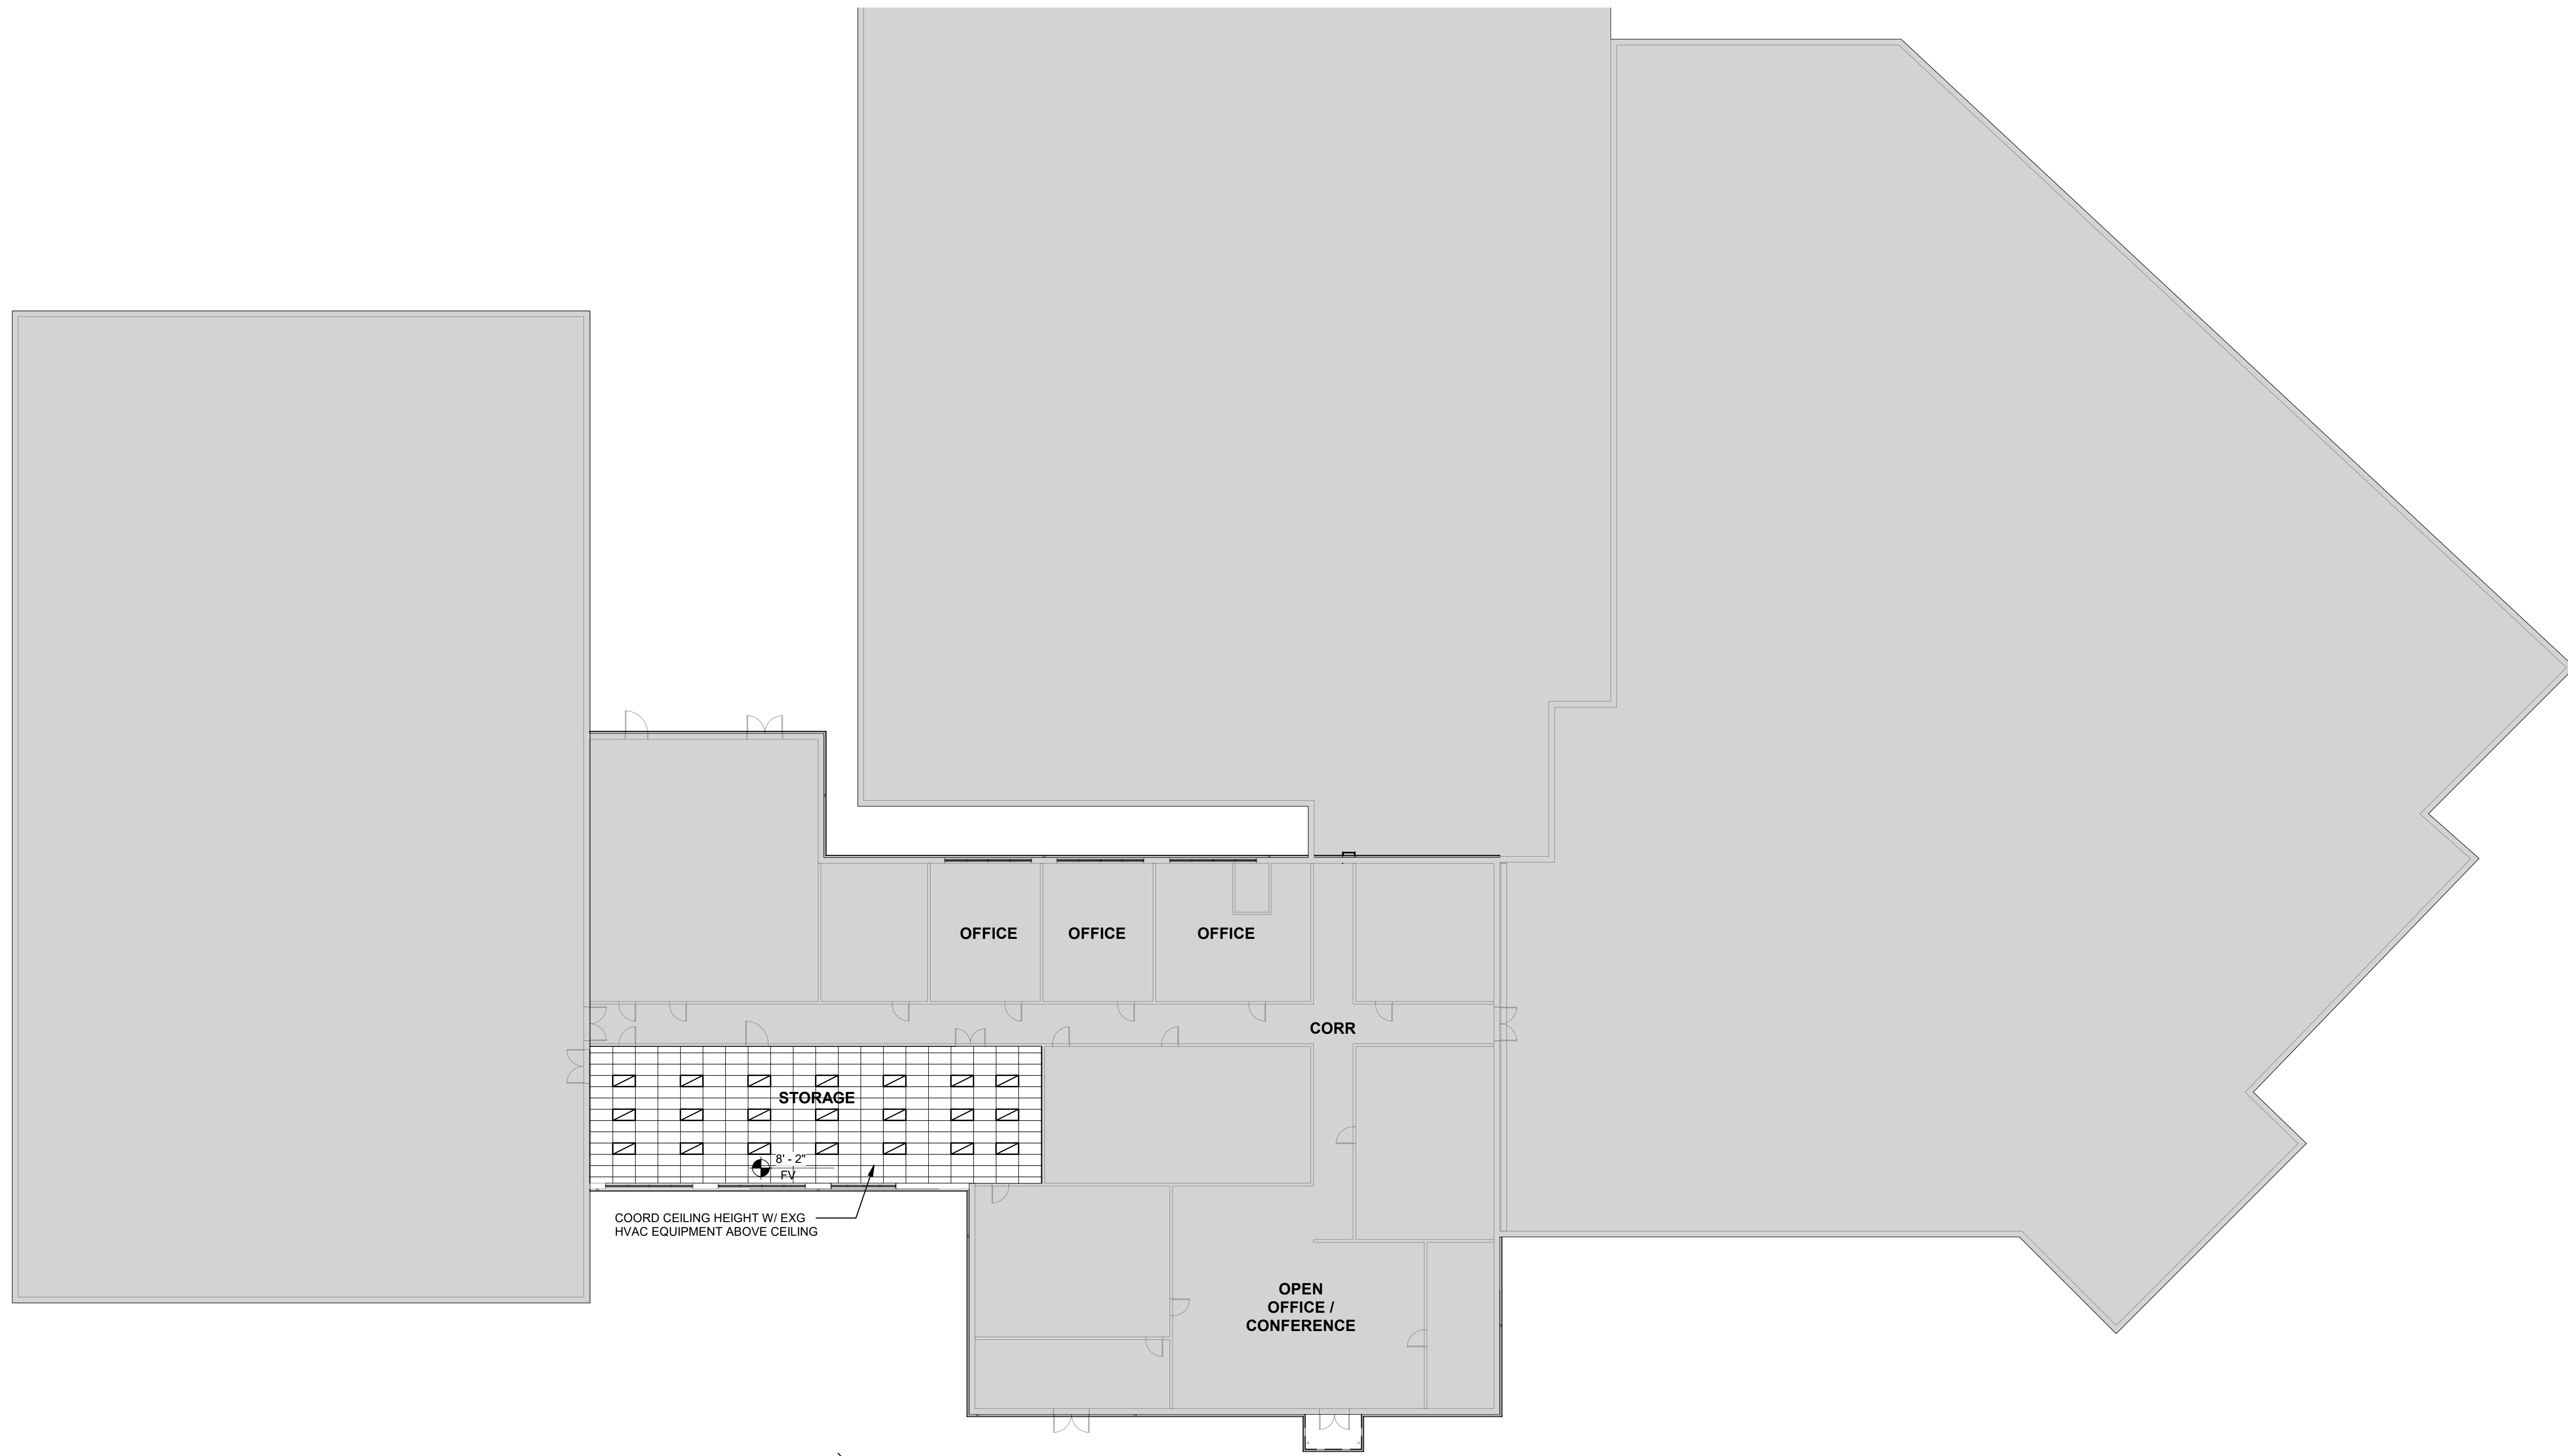 OFFICE
OFFICE
OFFICE
CORR
STORAGE
8' - 2"
FV
COORD CEILING HEIGHT W/ EXG
HVAC EQUIPMENT ABOVE CEILING
OPEN
OFFICE /
CONFERENCE